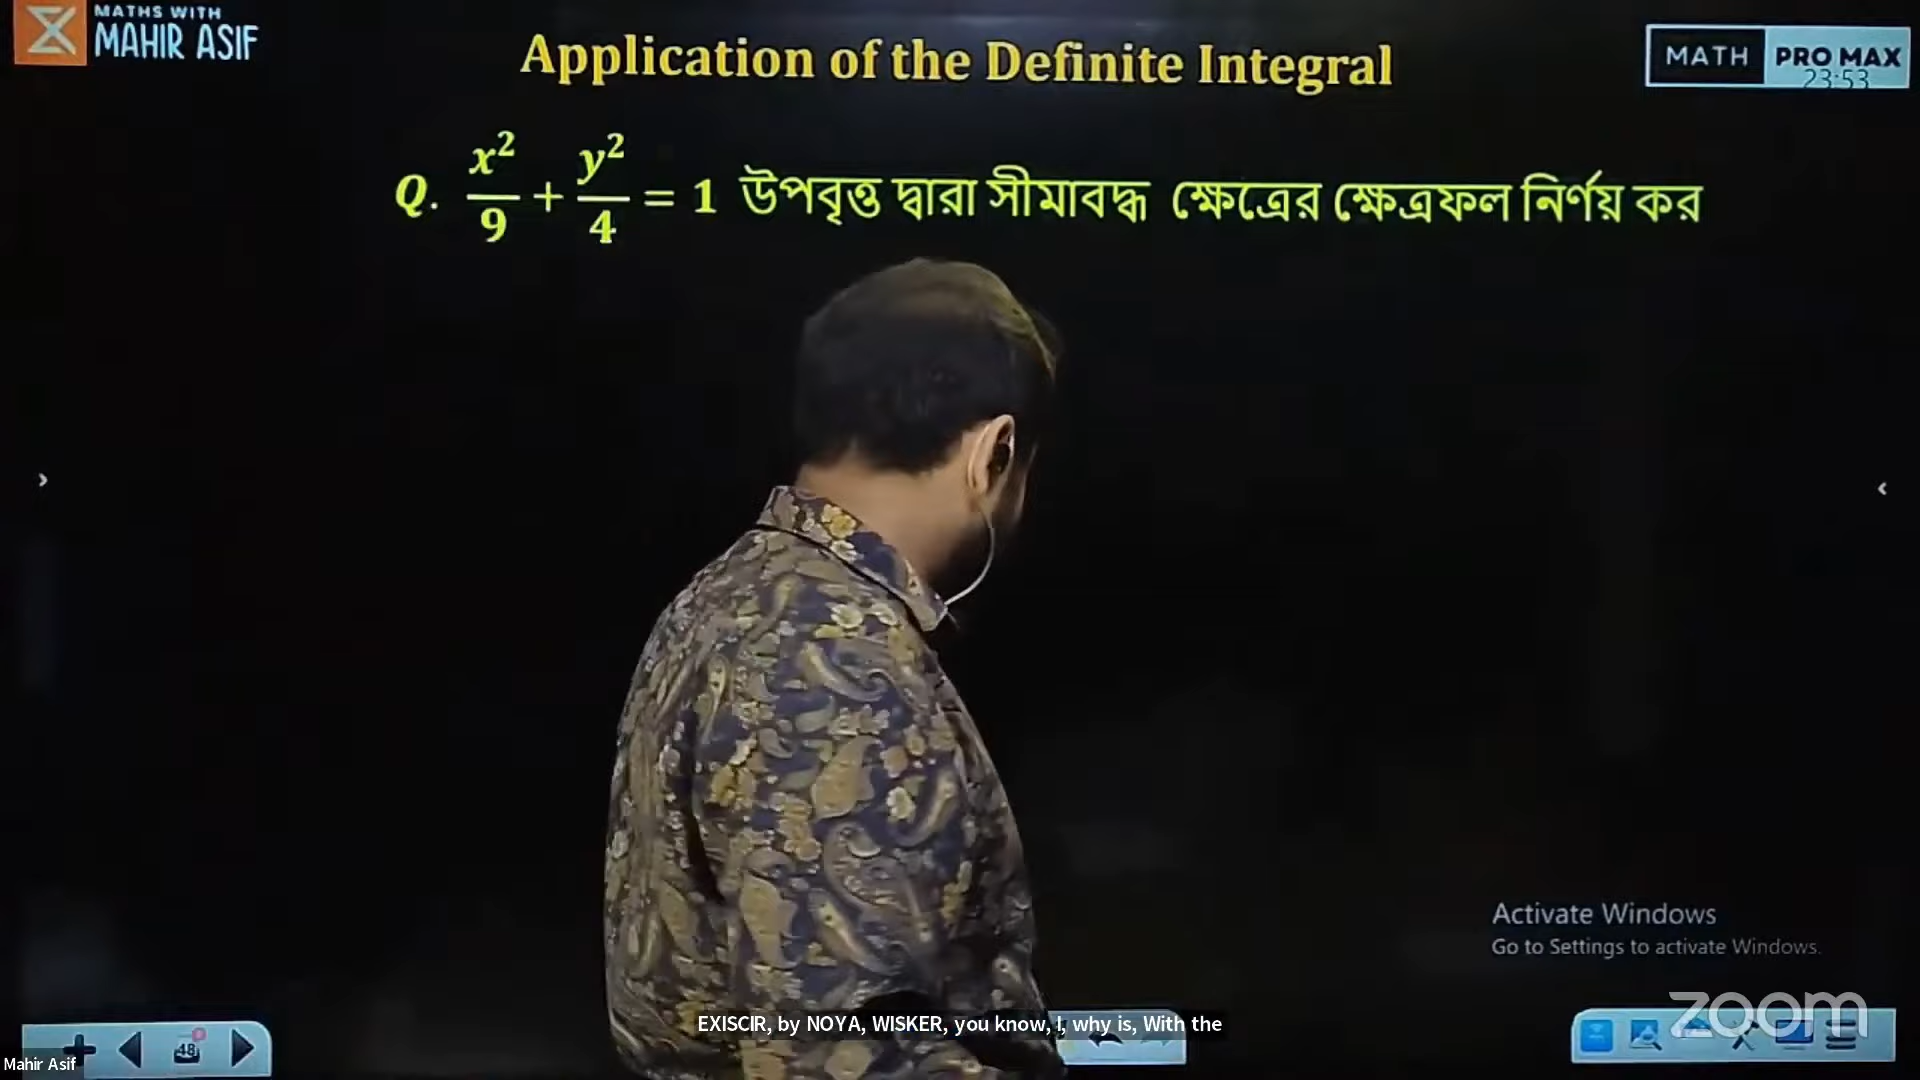 MATHS WITH
MAHIR ASIF
Application of the Definite Integral
MATH PRO MAX
23:53
Q. x²/9 + y²/4 = 1 উপবৃত্ত দ্বারা সীমাবদ্ধ ক্ষেত্রের ক্ষেত্রফল নির্ণয় কর
Activate Windows
Go to Settings to activate Windows.
zoom
EXISCIR, by NOYA, WISKER, you know, I, why is, With the
48
Mahir Asif